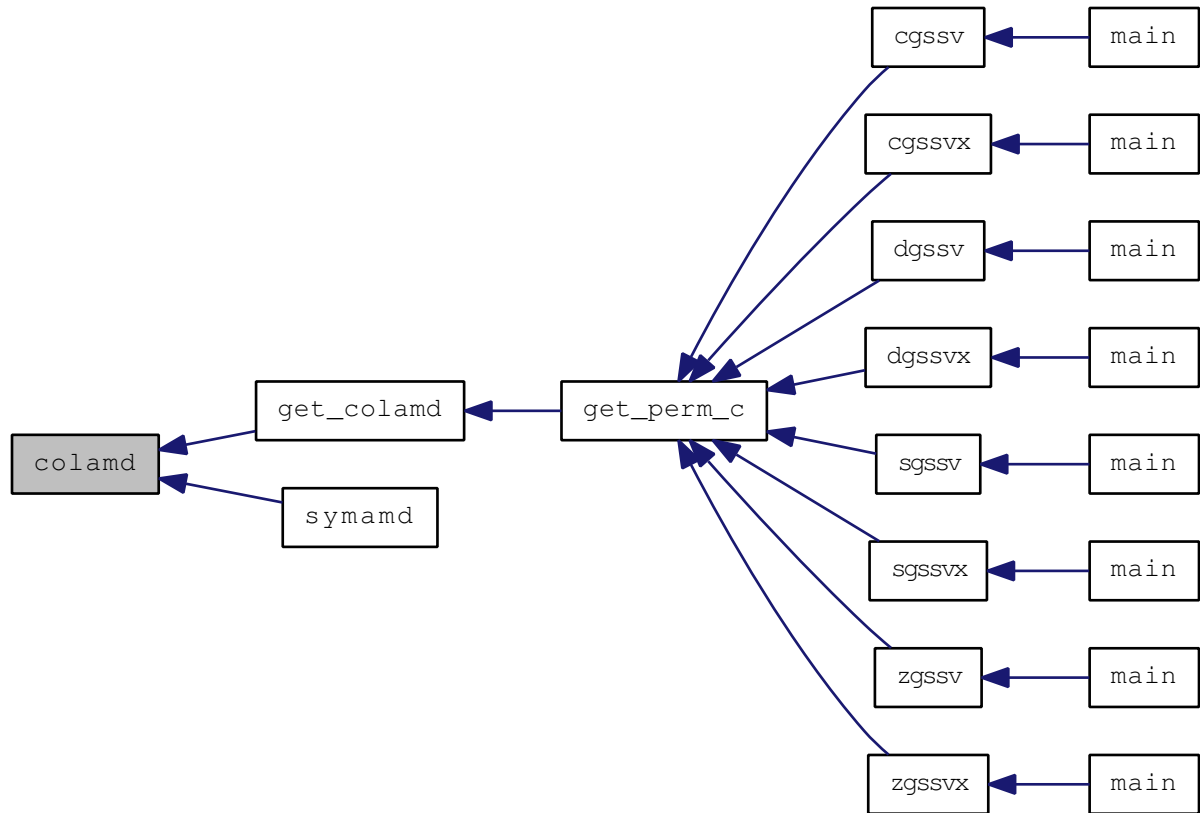 cgssv
main
cgssvx
main
dgssv
main
dgssvx
main
get_colamd
get_perm_c
colamd
sgssv
main
symamd
sgssvx
main
zgssv
main
zgssvx
main